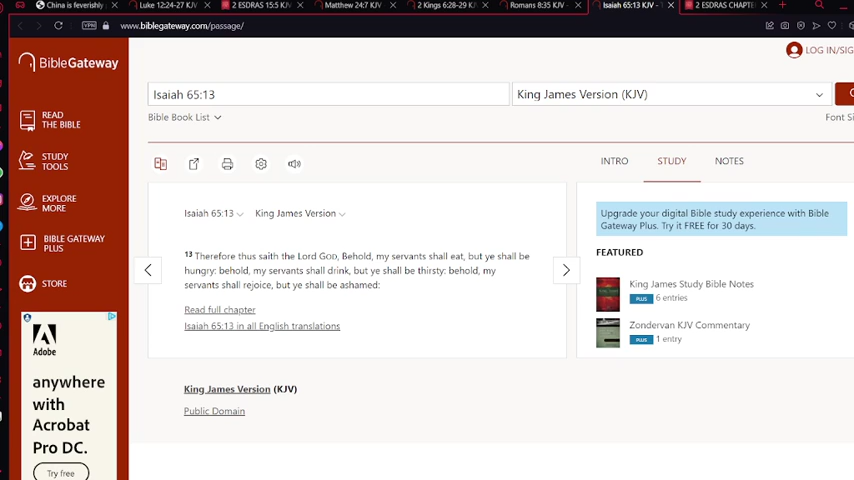 China is feverishly
Luke 12:24-27 KJV
2 ESDRAS 15:5 KJV
Matthew 24:7 KJV
2 Kings 6:28-29 KJV
Romans 8:35 KJV -
Isaiah 65:13 KJV - T
2 ESDRAS CHAPTE
VPN
www.biblegateway.com/passage/
BibleGateway
LOG IN/SIG
Isaiah 65:13
King James Version (KJV)
Bible Book List
Font Si
READ
THE BIBLE
STUDY
TOOLS
EXPLORE
MORE
BIBLE GATEWAY
PLUS
STORE
INTRO
STUDY
NOTES
Isaiah 65:13
King James Version
13 Therefore thus saith the Lord GOD, Behold, my servants shall eat, but ye shall be
hungry: behold, my servants shall drink, but ye shall be thirsty: behold, my
servants shall rejoice, but ye shall be ashamed:
Read full chapter
Isaiah 65:13 in all English translations
King James Version (KJV)
Public Domain
Upgrade your digital Bible study experience with Bible
Gateway Plus. Try it FREE for 30 days.
FEATURED
King James Study Bible Notes
PLUS 6 entries
Zondervan KJV Commentary
PLUS 1 entry
Adobe
anywhere
with
Acrobat
Pro DC.
Try free